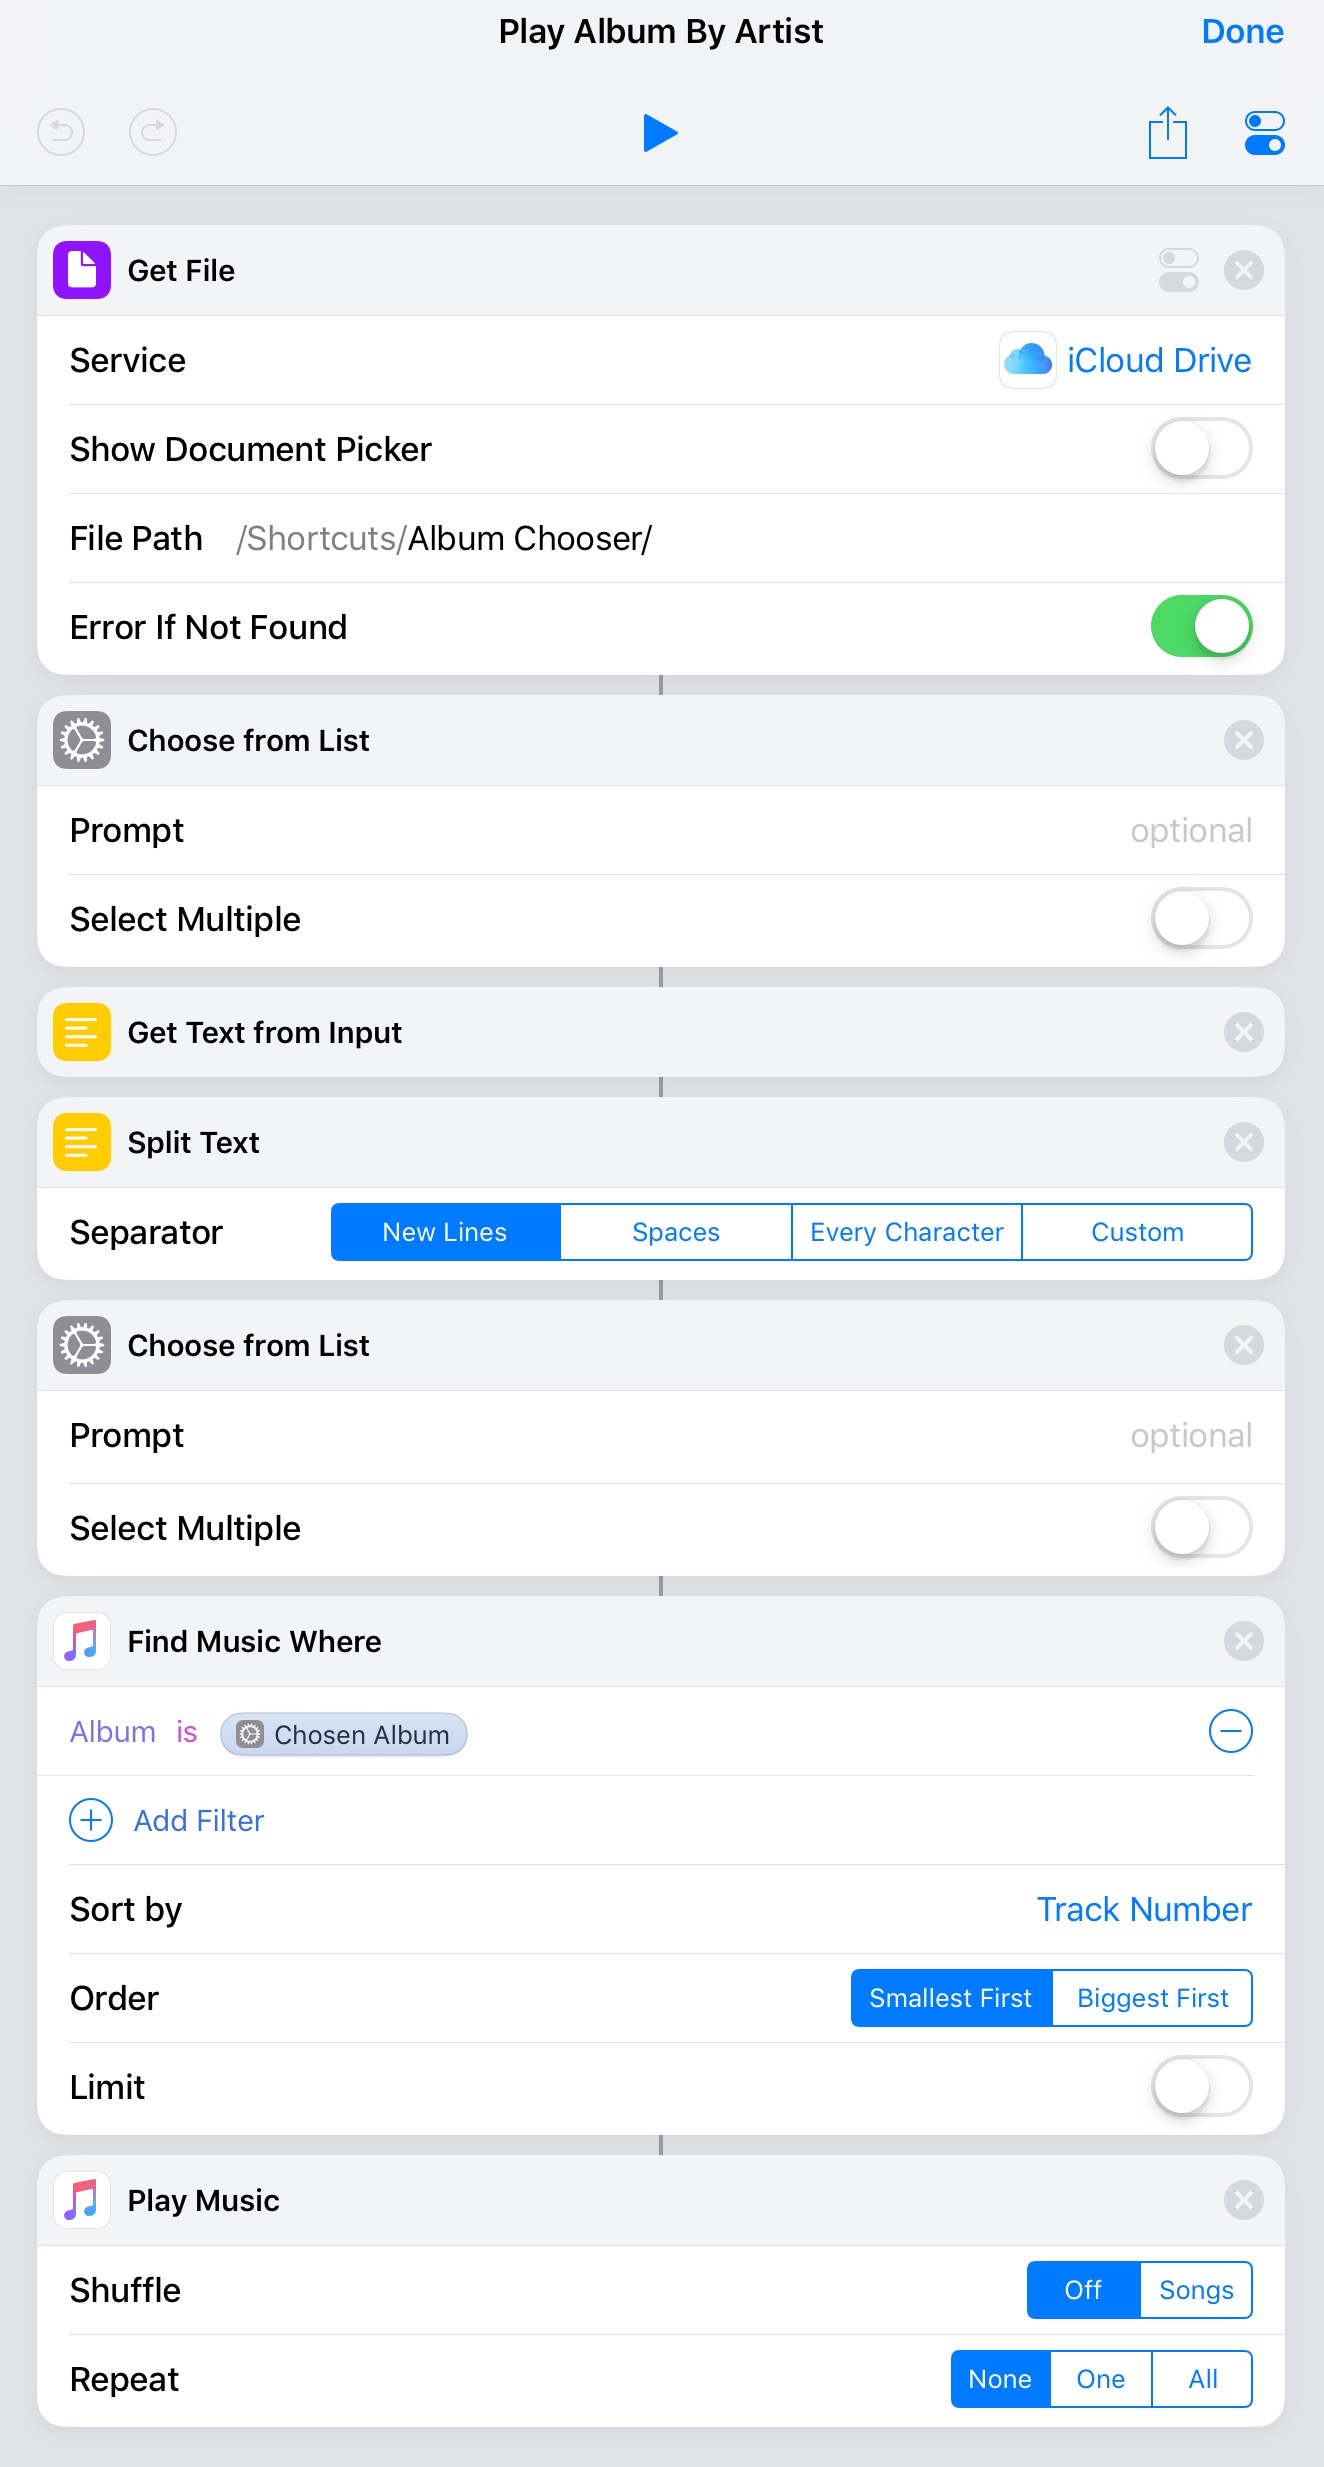 Play Album By Artist
Done
Get File
Service iCloud Drive
Show Document Picker
File Path /Shortcuts/Album Chooser/
Error If Not Found
Choose from List
Prompt optional
Select Multiple
Get Text from Input
Split Text
Separator New Lines Spaces Every Character Custom
Choose from List
Prompt optional
Select Multiple
Find Music Where
Album is Chosen Album
Add Filter
Sort by Track Number
Order Smallest First Biggest First
Limit
Play Music
Shuffle Off Songs
Repeat None One All